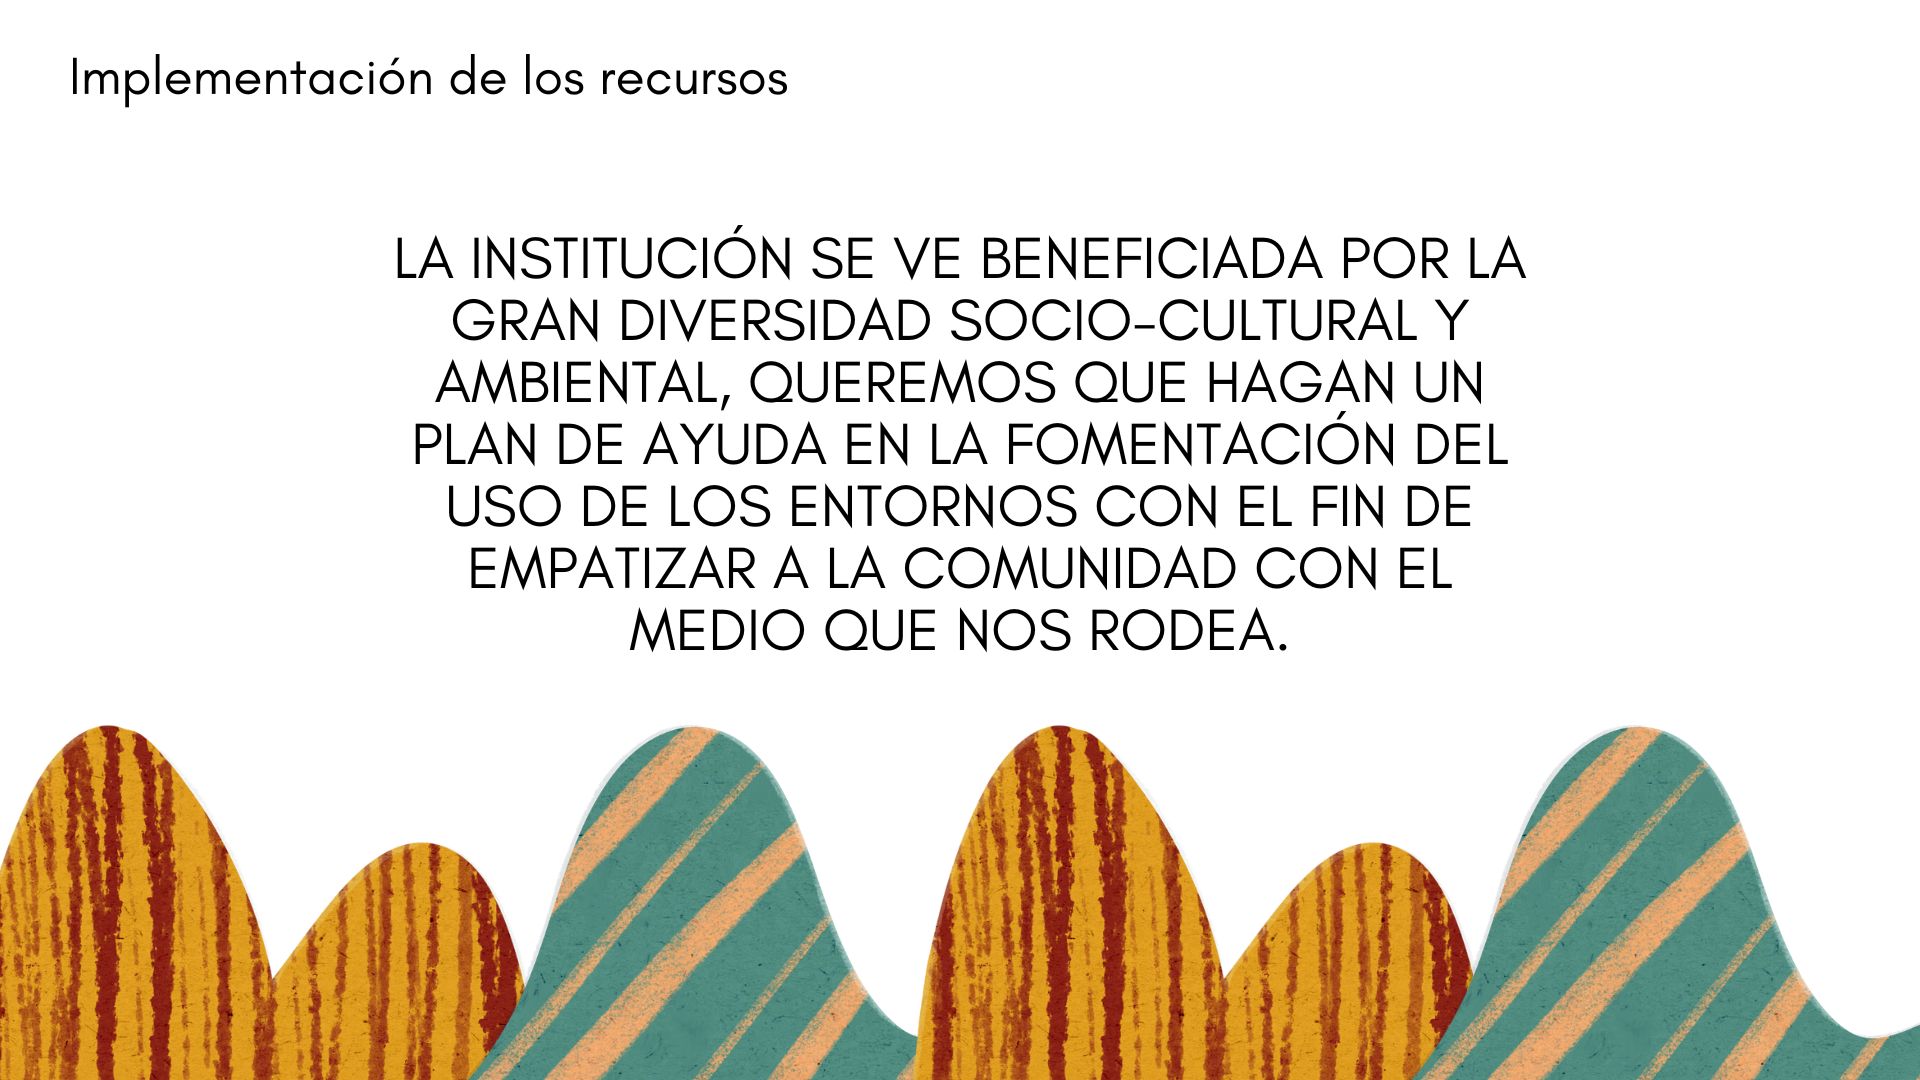 Implementación de los recursos
LA INSTITUCIÓN SE VE BENEFICIADA POR LA
GRAN DIVERSIDAD SOCIO-CULTURAL Y
AMBIENTAL, QUEREMOS QUE HAGAN UN
PLAN DE AYUDA EN LA FOMENTACIÓN DEL
USO DE LOS ENTORNOS CON EL FIN DE
EMPATIZAR A LA COMUNIDAD CON EL
MEDIO QUE NOS RODEA.